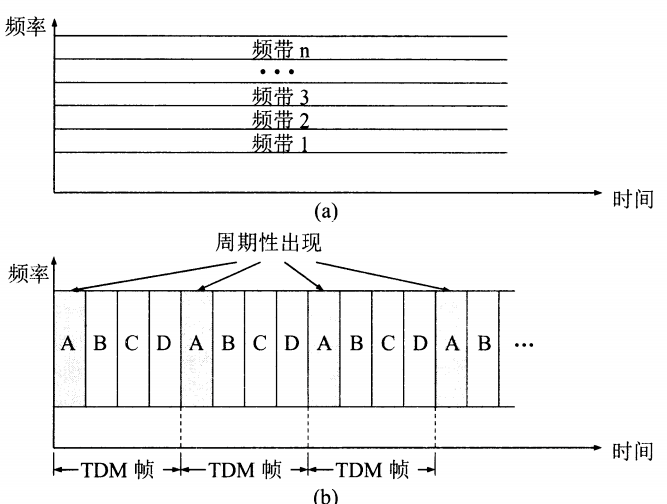 频率
频带 n
···
频带 3
频带 2
频带 1
时间
(a)
周期性出现
频率
A B C D A B C D A B C D A B ···
时间
TDM 帧 TDM 帧 TDM 帧
(b)